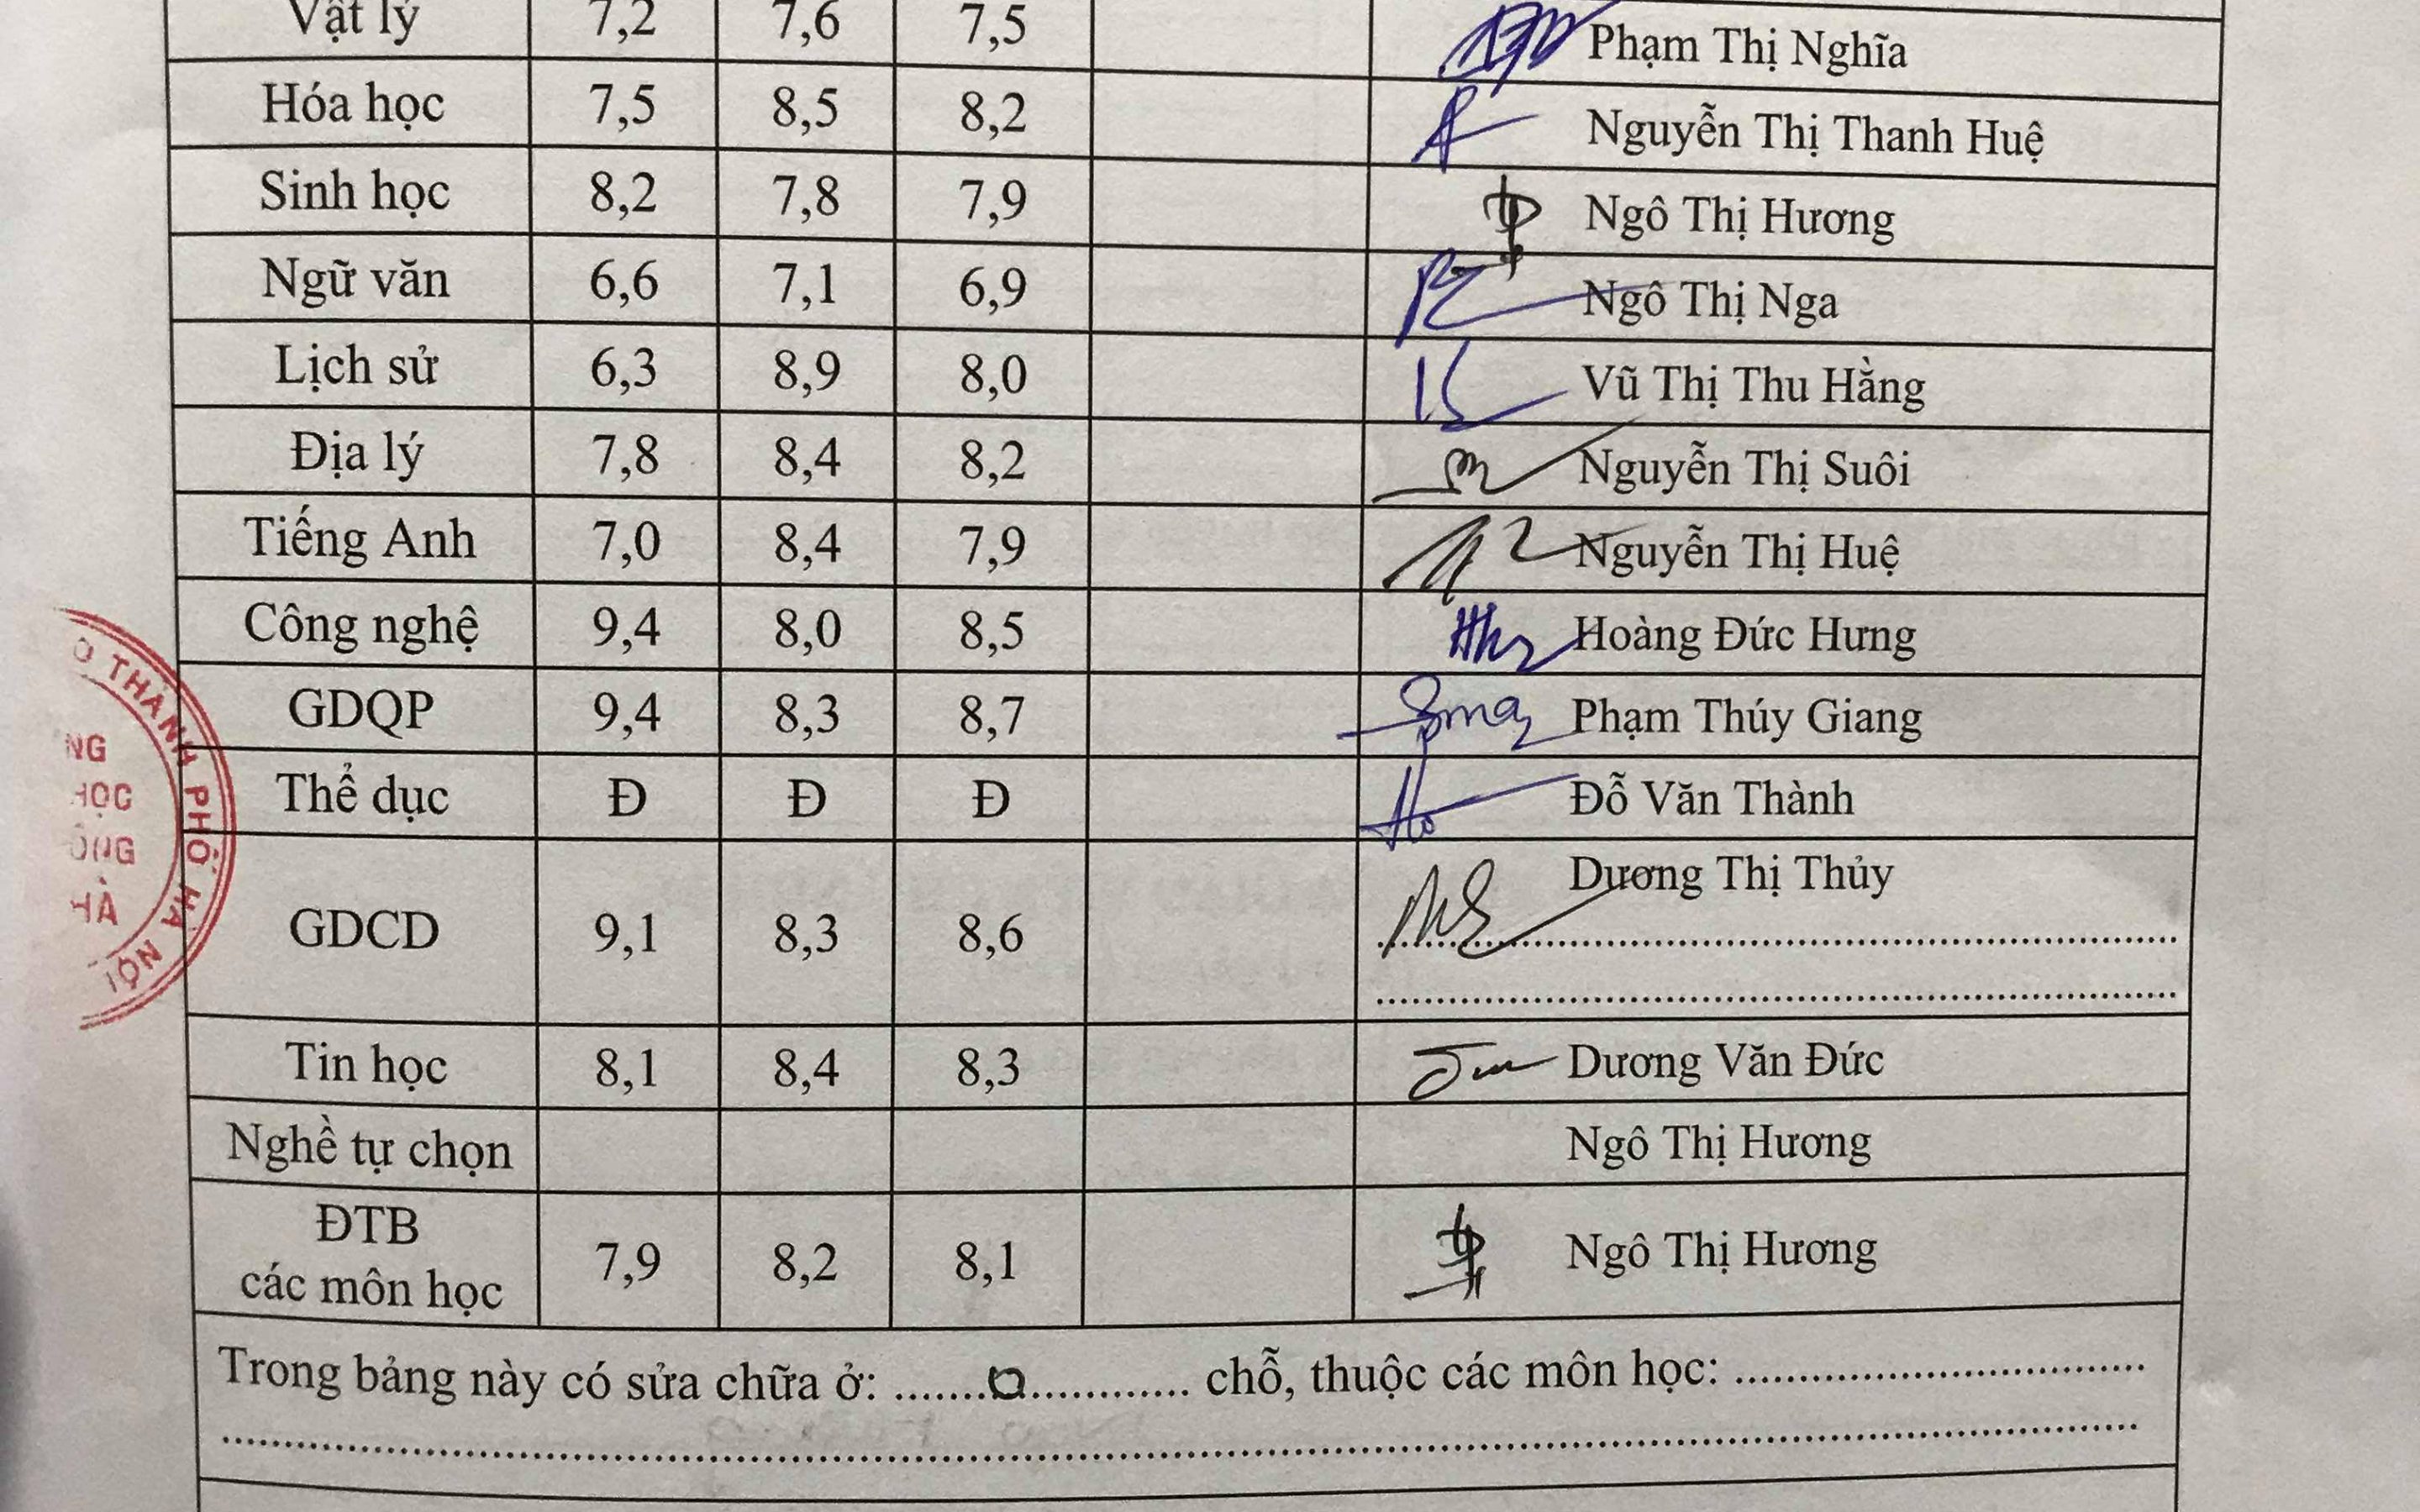 Vật lý 7,2 7,6 7,5 Phạm Thị Nghĩa
Hóa học 7,5 8,5 8,2 Nguyễn Thị Thanh Huệ
Sinh học 8,2 7,8 7,9 Ngô Thị Hương
Ngữ văn 6,6 7,1 6,9 Ngô Thị Nga
Lịch sử 6,3 8,9 8,0 Vũ Thị Thu Hằng
Địa lý 7,8 8,4 8,2 Nguyễn Thị Suôi
Tiếng Anh 7,0 8,4 7,9 Nguyễn Thị Huệ
Công nghệ 9,4 8,0 8,5 Hoàng Đức Hưng
GDQP 9,4 8,3 8,7 Phạm Thúy Giang
Thể dục Đ Đ Đ Đỗ Văn Thành
GDCD 9,1 8,3 8,6 Dương Thị Thủy
Tin học 8,1 8,4 8,3 Dương Văn Đức
Nghề tự chọn Ngô Thị Hương
ĐTB
các môn học 7,9 8,2 8,1 Ngô Thị Hương
Trong bảng này có sửa chữa ở: ............ chỗ, thuộc các môn học: ............
THÀNH PHỐ HÀ NỘI
NG
HỌC
ÔNG
HÀ